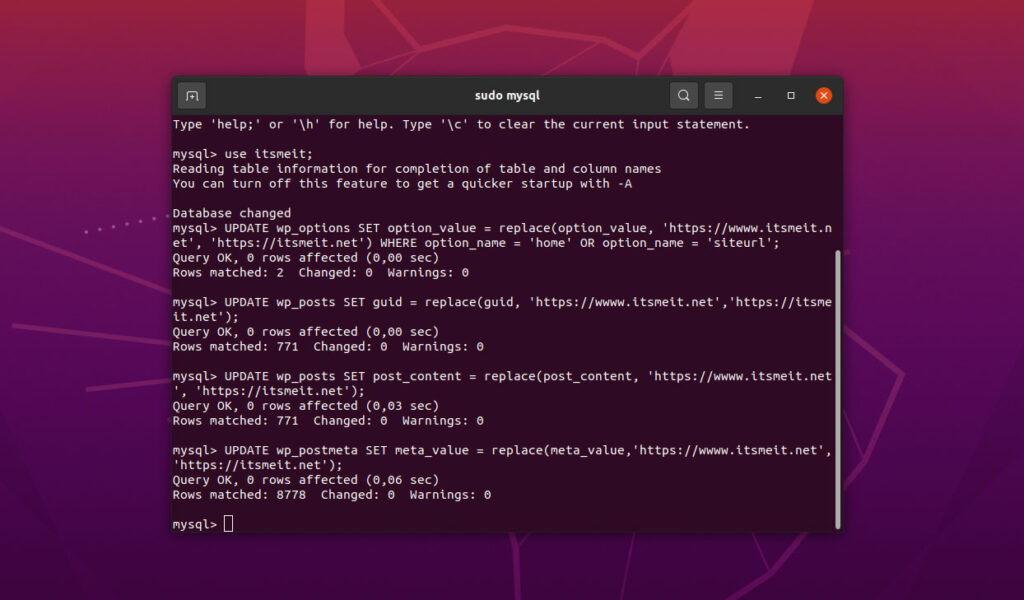 sudo mysql
Type 'help;' or '\h' for help. Type '\c' to clear the current input statement.
mysql> use itsmeit;
Reading table information for completion of table and column names
You can turn off this feature to get a quicker startup with -A
Database changed
mysql> UPDATE wp_options SET option_value = replace(option_value, 'https://wwww.itsmeit.n
et', 'https://itsmeit.net') WHERE option_name = 'home' OR option_name = 'siteurl';
Query OK, 0 rows affected (0,00 sec)
Rows matched: 2  Changed: 0  Warnings: 0
mysql> UPDATE wp_posts SET guid = replace(guid, 'https://wwww.itsmeit.net','https://itsme
it.net');
Query OK, 0 rows affected (0,00 sec)
Rows matched: 771  Changed: 0  Warnings: 0
mysql> UPDATE wp_posts SET post_content = replace(post_content, 'https://wwww.itsmeit.net
', 'https://itsmeit.net');
Query OK, 0 rows affected (0,03 sec)
Rows matched: 771  Changed: 0  Warnings: 0
mysql> UPDATE wp_postmeta SET meta_value = replace(meta_value,'https://wwww.itsmeit.net',
'https://itsmeit.net');
Query OK, 0 rows affected (0,06 sec)
Rows matched: 8778  Changed: 0  Warnings: 0
mysql>